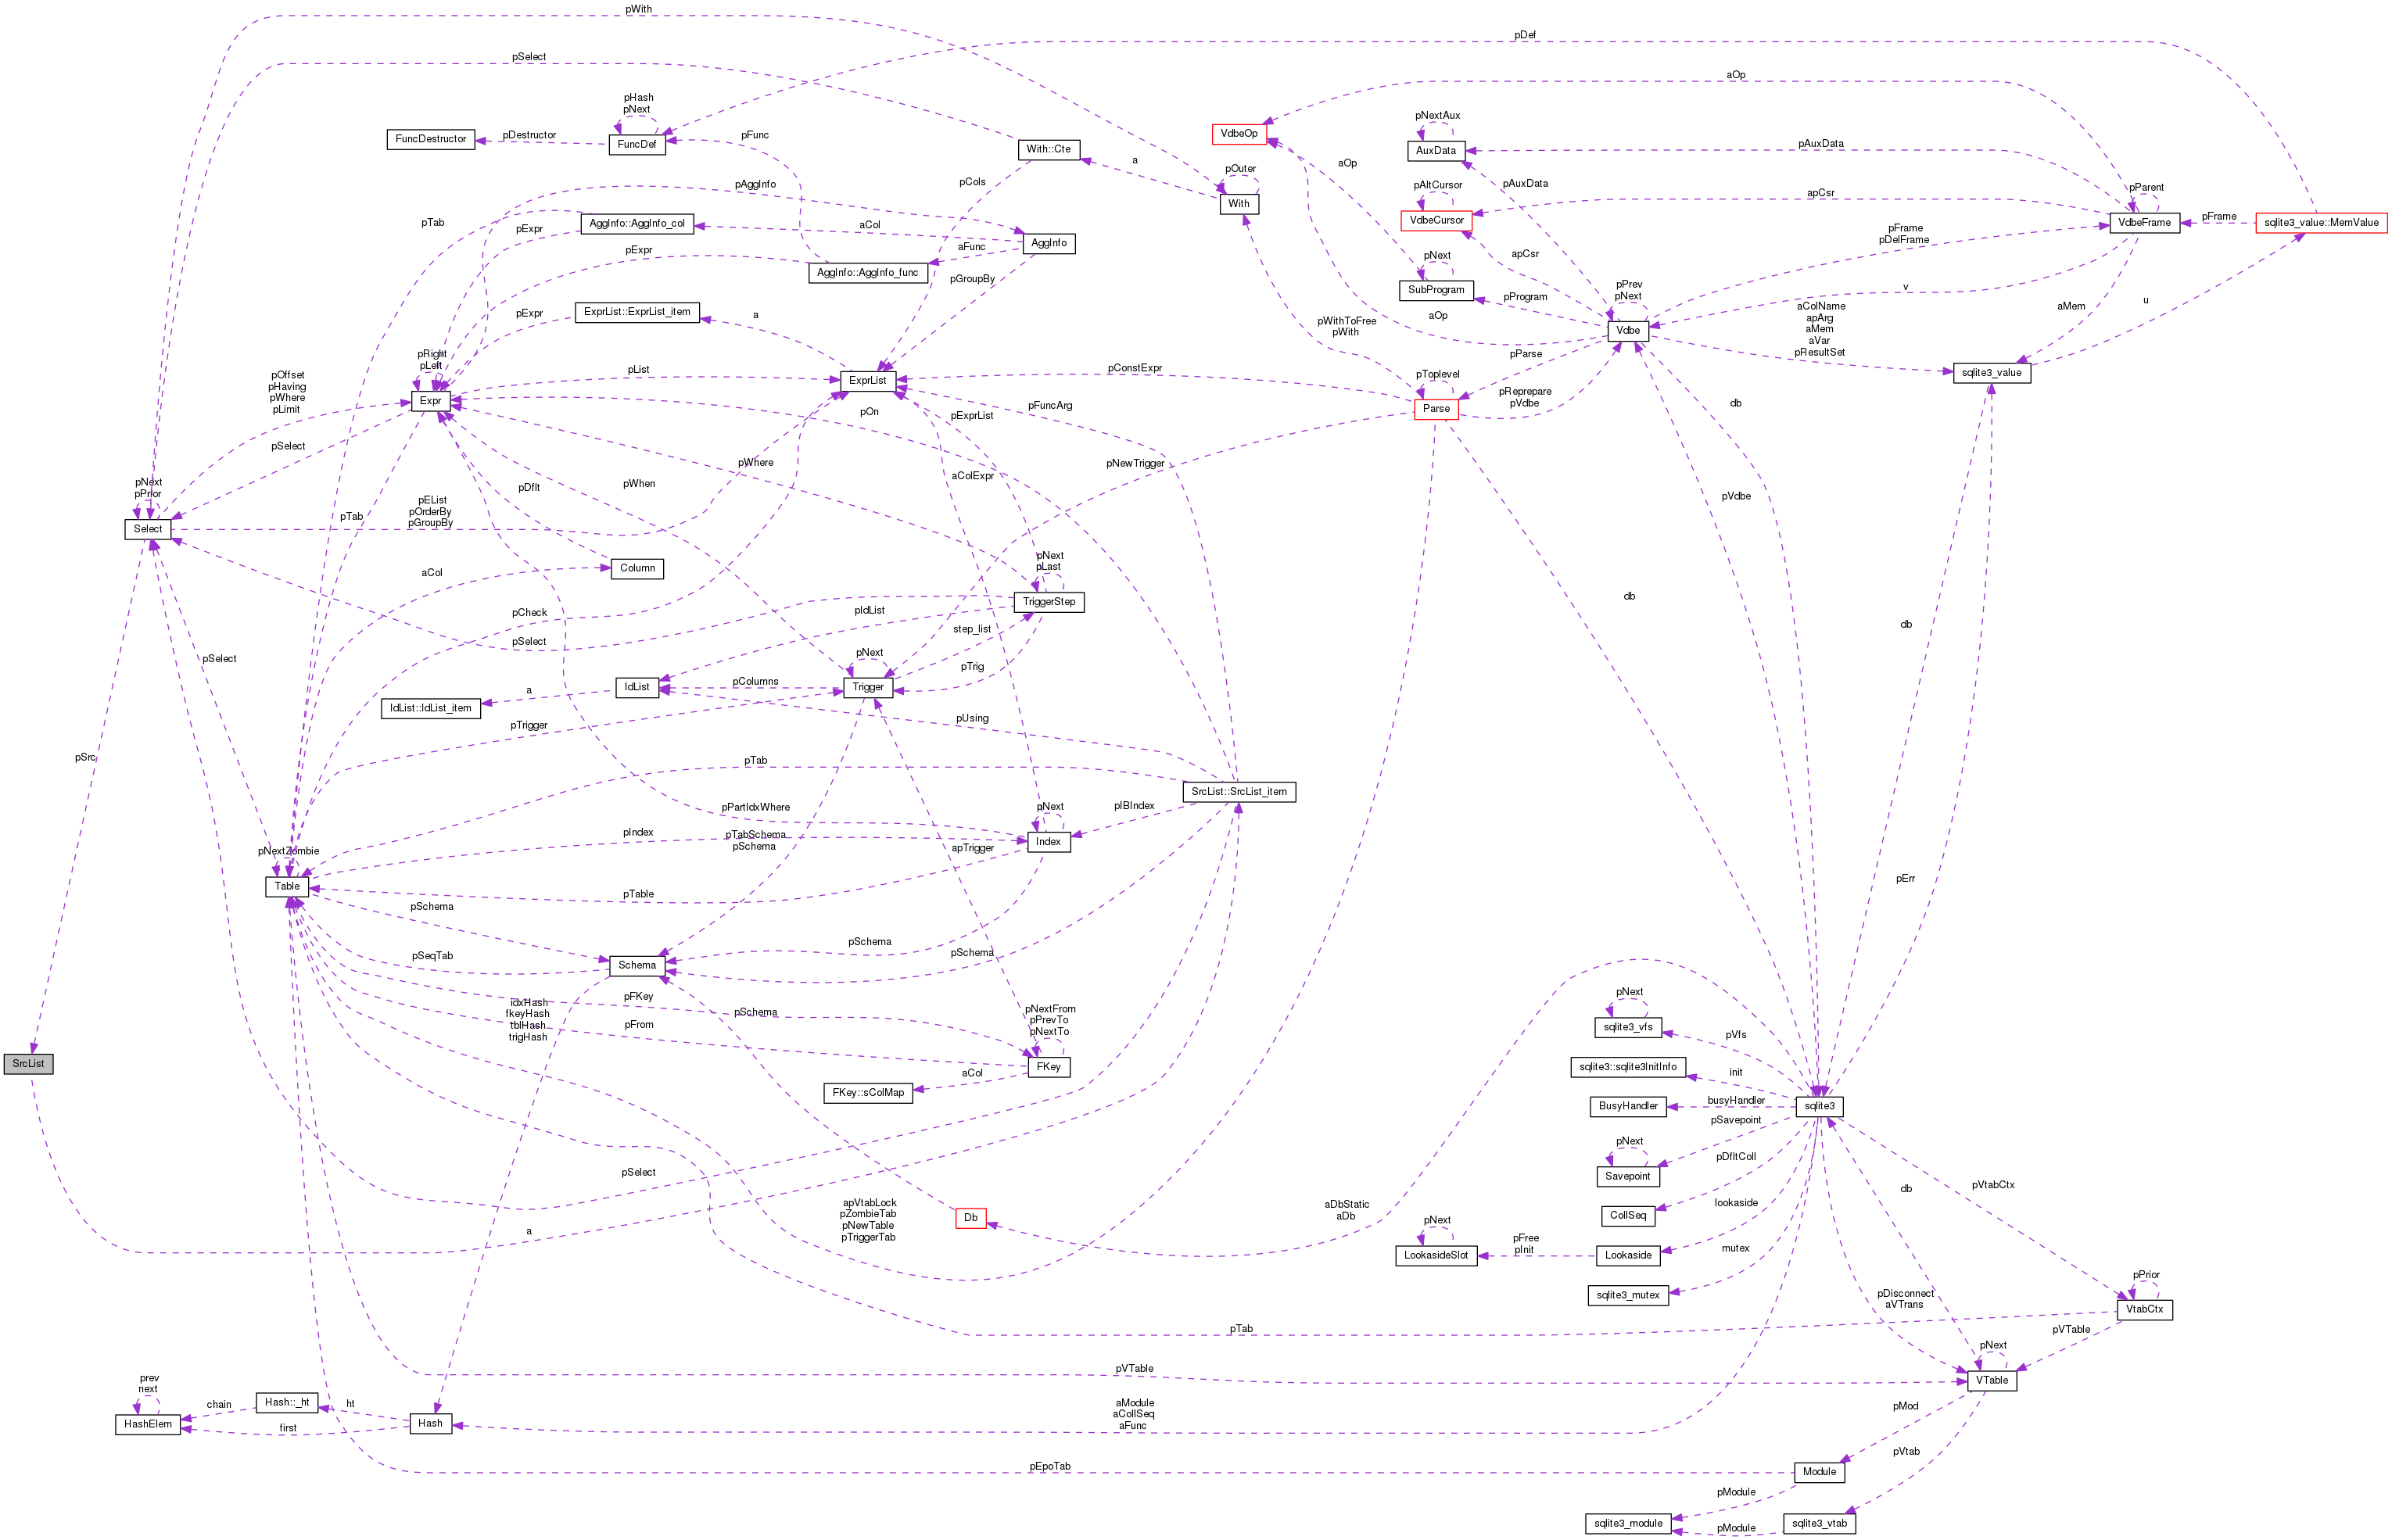 pWith
pDef
pSelect
aOp
pHash
pNext
pNextAux
FuncDestructor
pDestructor
FuncDef
pFunc
With::Cte
a
VdbeOp
aOp
AuxData
pAuxData
pOuter
With
pCols
pAuxData
pAltCursor
VdbeCursor
apCsr
pParent
VdbeFrame
pFrame
sqlite3_value::MemValue
pAggInfo
pTab
AggInfo::AggInfo_col
pExpr
aCol
AggInfo
aFunc
pExpr
AggInfo::AggInfo_func
pGroupBy
apCsr
pFrame
pDelFrame
pNext
SubProgram
pProgram
pPrev
pNext
Vdbe
v
u
aMem
aColName
apArg
aMem
aVar
pResultSet
ExprList::ExprList_item
pExpr
a
pWithToFree
pWith
aOp
pParse
pRight
pLeft
Expr
pList
ExprList
pConstExpr
pToplevel
Parse
pReprepare
pVdbe
sqlite3_value
pOffset
pHaving
pWhere
pLimit
pOn
pExprList
pFuncArg
db
pSelect
pWhere
pNewTrigger
pNext
pPrior
Select
pEList
pOrderBy
pGroupBy
pTab
pDflt
pWhen
aColExpr
pVdbe
aCol
Column
pNext
pLast
TriggerStep
pCheck
pIdList
pSelect
step_list
db
db
pSelect
pNext
pTrig
IdList
pColumns
Trigger
a
IdList::IdList_item
pTrigger
pUsing
pSrc
pTab
SrcList::SrcList_item
pPartIdxWhere
pIBIndex
pNext
Index
pIndex
pTabSchema
pSchema
apTrigger
pNextZombie
Table
pTable
pErr
pSchema
pSchema
pSchema
pSeqTab
Schema
pFKey
idxHash
fkeyHash
tblHash
trigHash
pFrom
pSchema
pNextFrom
pPrevTo
pNextTo
FKey
aCol
FKey::sColMap
SrcList
pNext
sqlite3_vfs
pVfs
sqlite3::sqlite3InitInfo
init
BusyHandler
busyHandler
sqlite3
pSavepoint
pNext
Savepoint
pDfltColl
CollSeq
lookaside
pSelect
db
pVtabCtx
a
apVtabLock
pZombieTab
pNewTable
pTriggerTab
Db
aDbStatic
aDb
pNext
LookasideSlot
pFree
pInit
Lookaside
mutex
sqlite3_mutex
pDisconnect
aVTrans
pPrior
VtabCtx
pTab
pVTable
pNext
VTable
pVTable
prev
next
HashElem
chain
Hash::_ht
ht
first
Hash
aModule
aCollSeq
aFunc
pMod
pVtab
pEpoTab
Module
pModule
sqlite3_module
pModule
sqlite3_vtab